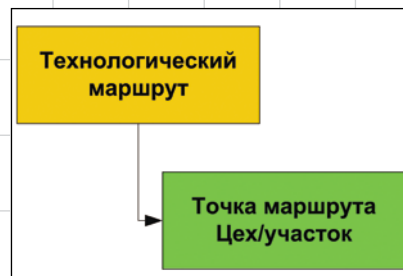 Технологический
маршрут
Точка маршрута
Цех/участок